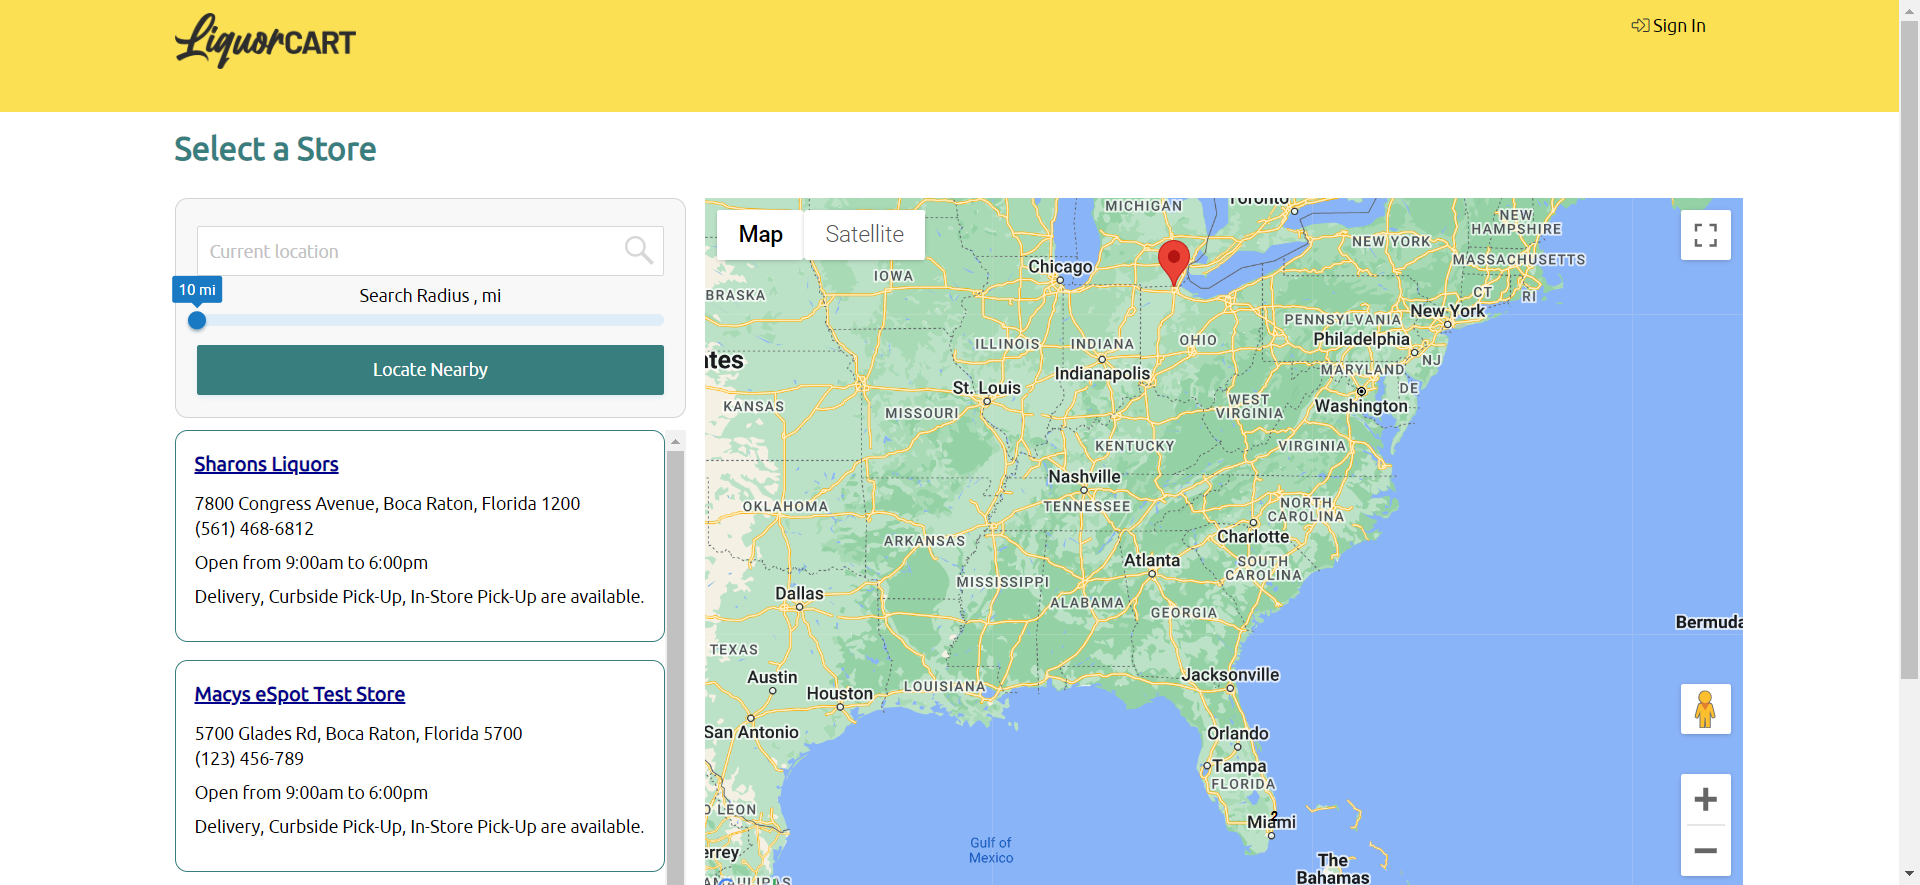 LiquorCART
Sign In
Select a Store
Current location
10 mi
Search Radius , mi
Locate Nearby
Sharons Liquors
7800 Congress Avenue, Boca Raton, Florida 1200
(561) 468-6812
Open from 9:00am to 6:00pm
Delivery, Curbside Pick-Up, In-Store Pick-Up are available.
Macys eSpot Test Store
5700 Glades Rd, Boca Raton, Florida 5700
(123) 456-789
Open from 9:00am to 6:00pm
Delivery, Curbside Pick-Up, In-Store Pick-Up are available.
Map
Satellite
MICHIGAN
Toronto
NEW
HAMPSHIRE
NEW YORK
MASSACHUSETTS
Chicago
IOWA
BRASKA
CT
RI
New York
PENNSYLVANIA
Philadelphia
ILLINOIS
INDIANA
OHIO
NJ
ates
Indianapolis
MARYLAND
DE
St. Louis
KANSAS
MISSOURI
WEST
VIRGINIA
Washington
KENTUCKY
VIRGINIA
Nashville
TENNESSEE
OKLAHOMA
NORTH
CAROLINA
Charlotte
ARKANSAS
Atlanta
SOUTH
CAROLINA
MISSISSIPPI
Dallas
ALABAMA
GEORGIA
Bermuda
TEXAS
Austin
Houston
LOUISIANA
Jacksonville
San Antonio
Orlando
Tampa
FLORIDA
O LEON
2
Miami
Gulf of
Mexico
errey
The
Bahamas